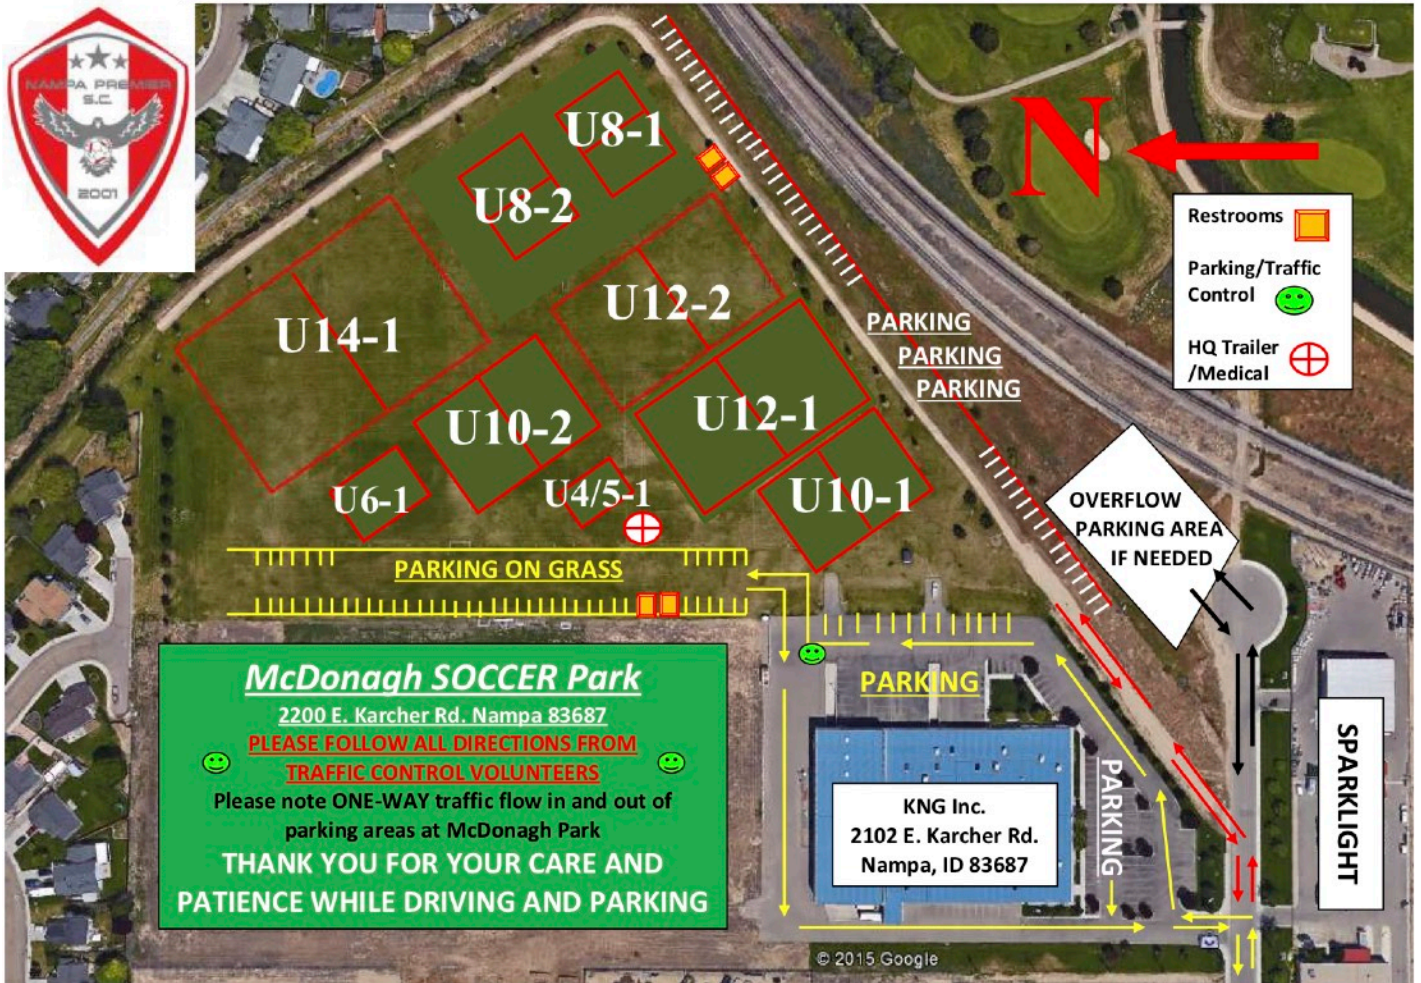 NAMPA PREMIER
S.C.
2001
U8-1
U8-2
U12-2
U14-1
U12-1
U10-2
U10-1
U6-1
U4/5-1
N
Restrooms
Parking/Traffic
Control
HQ Trailer
/Medical
PARKING
PARKING
PARKING
OVERFLOW
PARKING AREA
IF NEEDED
PARKING ON GRASS
PARKING
PARKING
McDonagh SOCCER Park
2200 E. Karcher Rd. Nampa 83687
PLEASE FOLLOW ALL DIRECTIONS FROM
TRAFFIC CONTROL VOLUNTEERS
Please note ONE-WAY traffic flow in and out of
parking areas at McDonagh Park
THANK YOU FOR YOUR CARE AND
PATIENCE WHILE DRIVING AND PARKING
KNG Inc.
2102 E. Karcher Rd.
Nampa, ID 83687
SPARKLIGHT
© 2015 Google